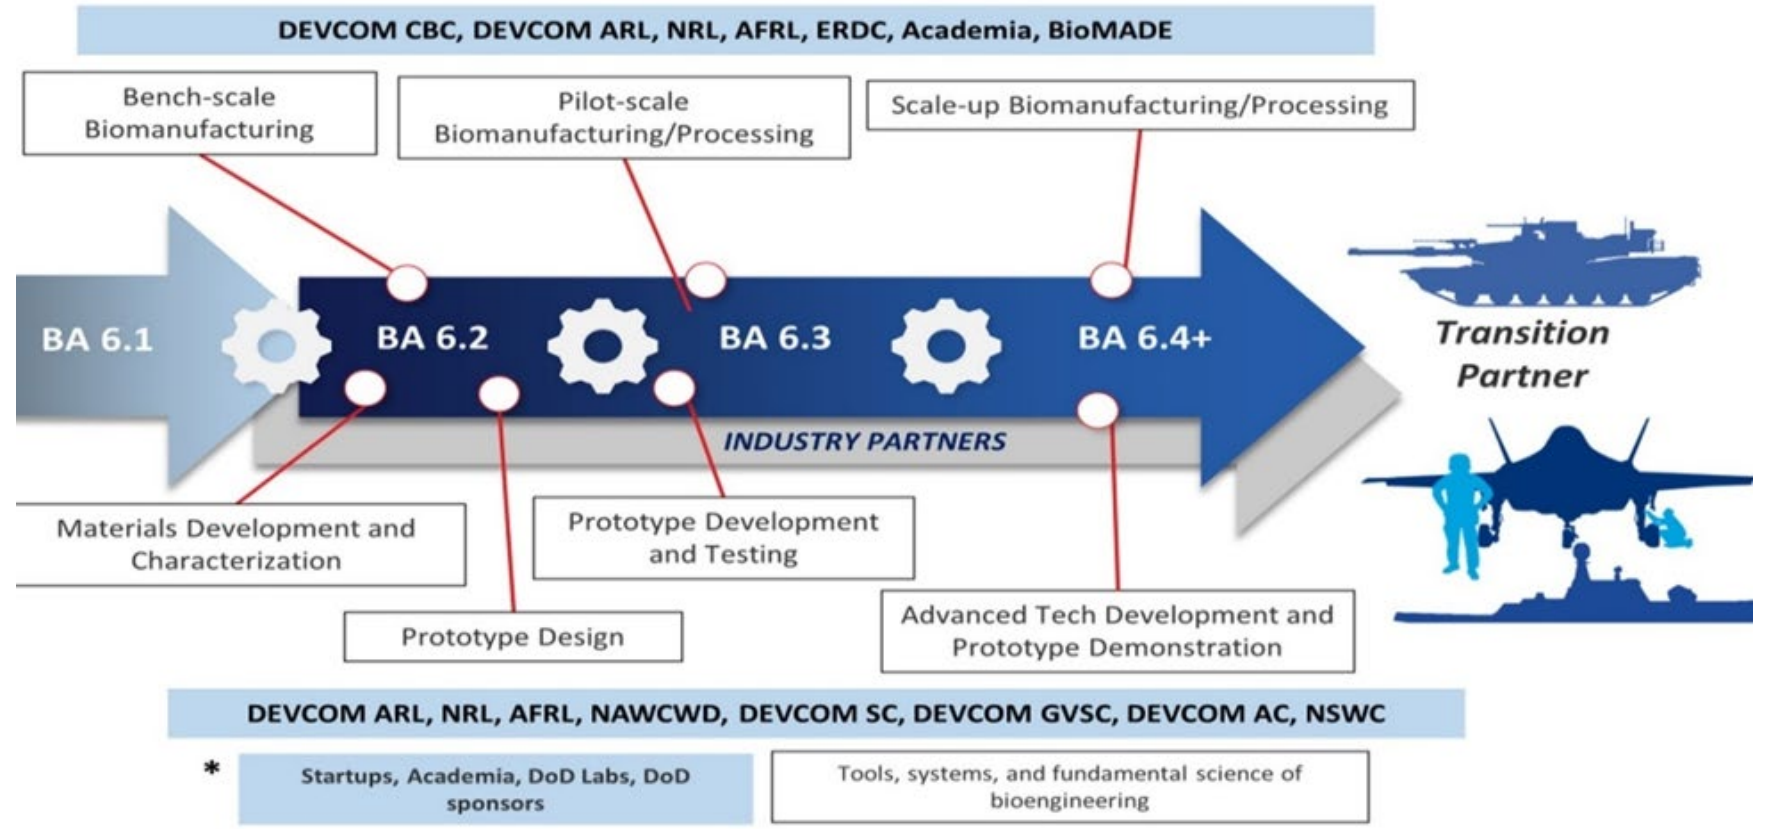 DEVCOM CBC, DEVCOM ARL, NRL, AFRL, ERDC, Academia, BioMADE
Bench-scale
Biomanufacturing
Pilot-scale
Biomanufacturing/Processing
Scale-up Biomanufacturing/Processing
BA 6.1
BA 6.2
BA 6.3
BA 6.4+
Transition
Partner
INDUSTRY PARTNERS
Materials Development and
Characterization
Prototype Development
and Testing
Prototype Design
Advanced Tech Development and
Prototype Demonstration
DEVCOM ARL, NRL, AFRL, NAWCWD, DEVCOM SC, DEVCOM GVSC, DEVCOM AC, NSWC
*
Startups, Academia, DoD Labs, DoD
sponsors
Tools, systems, and fundamental science of
bioengineering